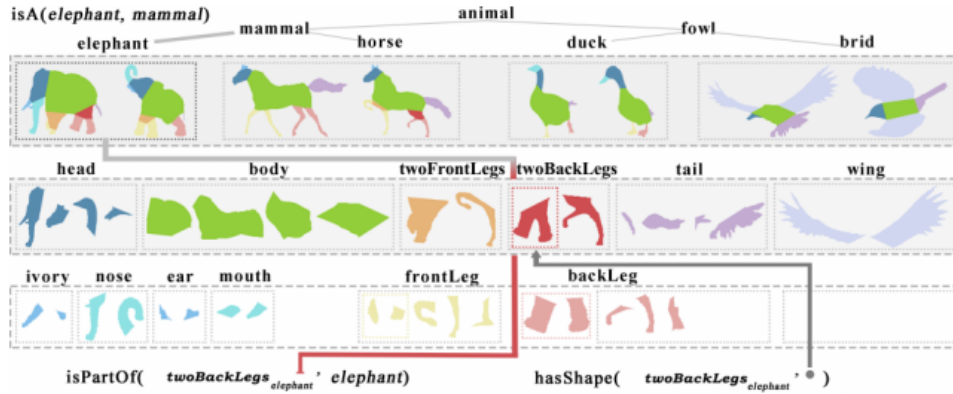 isA(elephant, mammal)
animal
mammal
fowl
elephant
horse
duck
brid
head
body
twoFrontLegs
twoBackLegs
tail
wing
ivory
nose
ear
mouth
frontLeg
backLeg
isPartOf( twoBackLegs elephant, elephant)
hasShape( twoBackLegs elephant, )